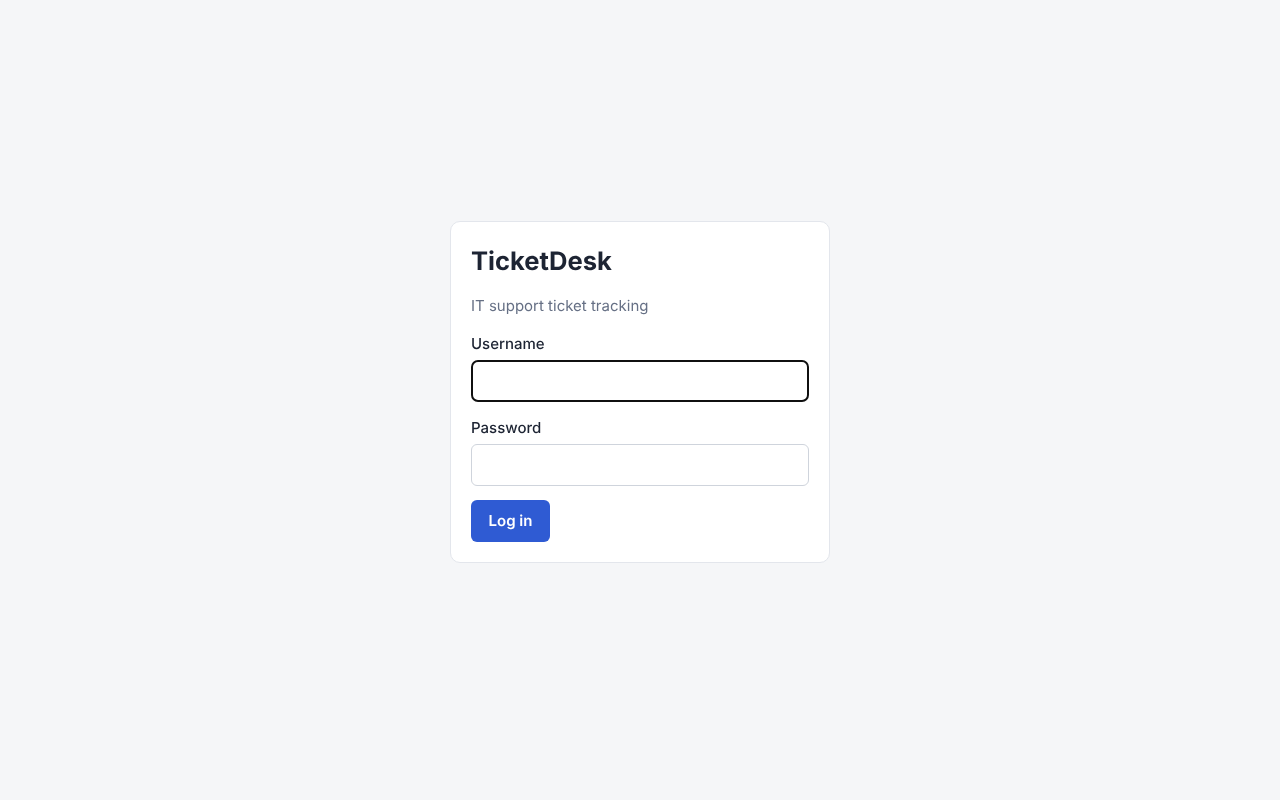 TicketDesk
IT support ticket tracking
Username
Password
Log in